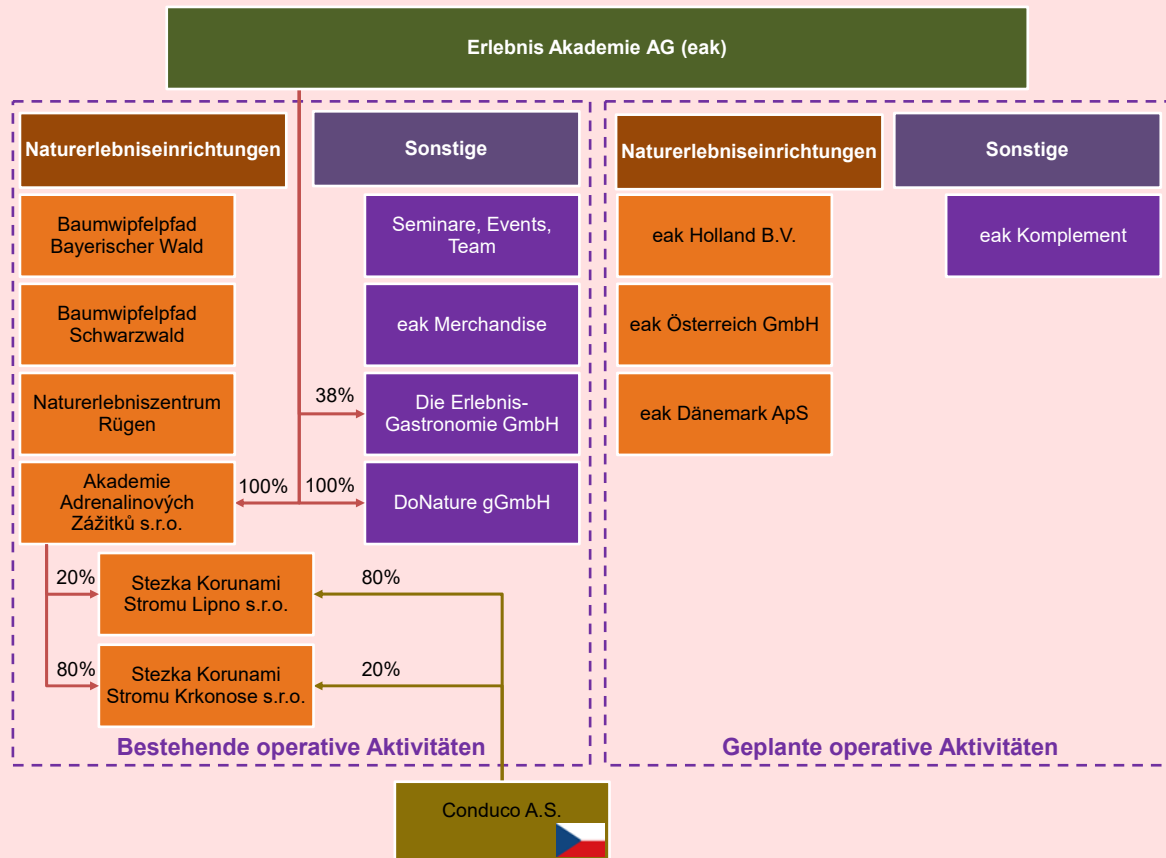 Erlebnis Akademie AG (eak)
Naturerlebniseinrichtungen
Sonstige
Baumwipfelpfad
Bayerischer Wald
Seminare, Events,
Team
Baumwipfelpfad
Schwarzwald
eak Merchandise
Naturerlebniszentrum
Rügen
38%
Die Erlebnis-
Gastronomie GmbH
Akademie
Adrenalinových
Zážitků s.r.o.
100%
100%
DoNature gGmbH
20%
Stezka Korunami
Stromu Lipno s.r.o.
80%
80%
Stezka Korunami
Stromu Krkonose s.r.o.
20%
Bestehende operative Aktivitäten
Naturerlebniseinrichtungen
Sonstige
eak Holland B.V.
eak Komplement
eak Österreich GmbH
eak Dänemark ApS
Geplante operative Aktivitäten
Conduco A.S.